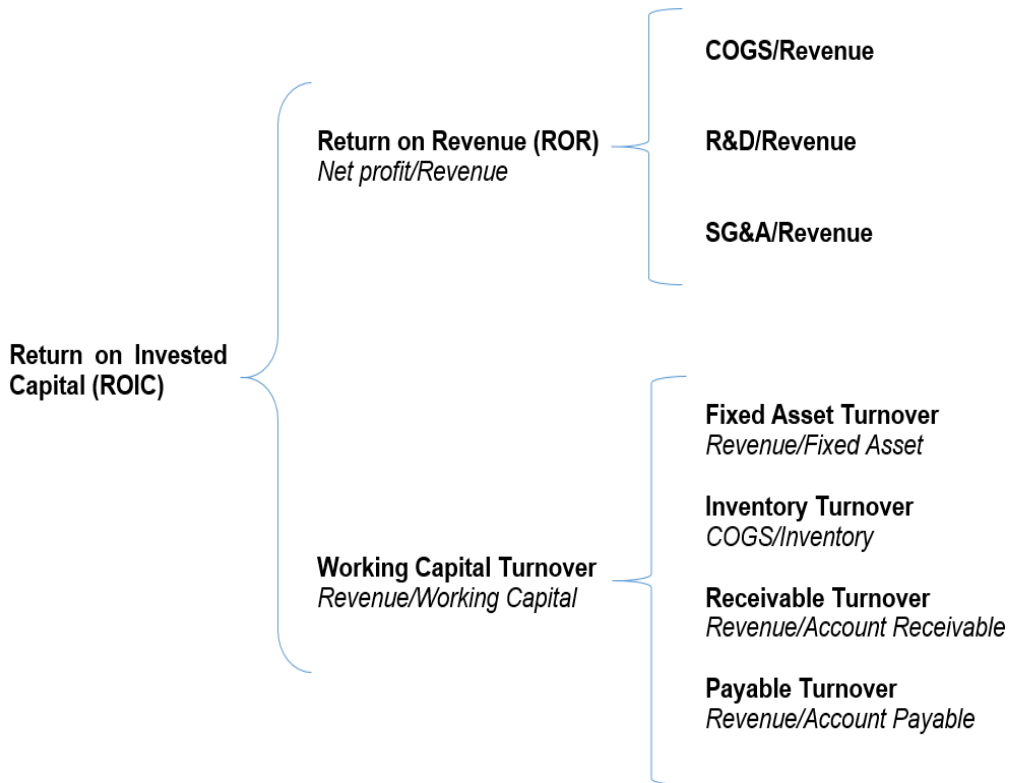 COGS/Revenue
Return on Revenue (ROR)
Net profit/Revenue
R&D/Revenue
SG&A/Revenue
Return on Invested
Capital (ROIC)
Fixed Asset Turnover
Revenue/Fixed Asset
Inventory Turnover
COGS/Inventory
Working Capital Turnover
Revenue/Working Capital
Receivable Turnover
Revenue/Account Receivable
Payable Turnover
Revenue/Account Payable